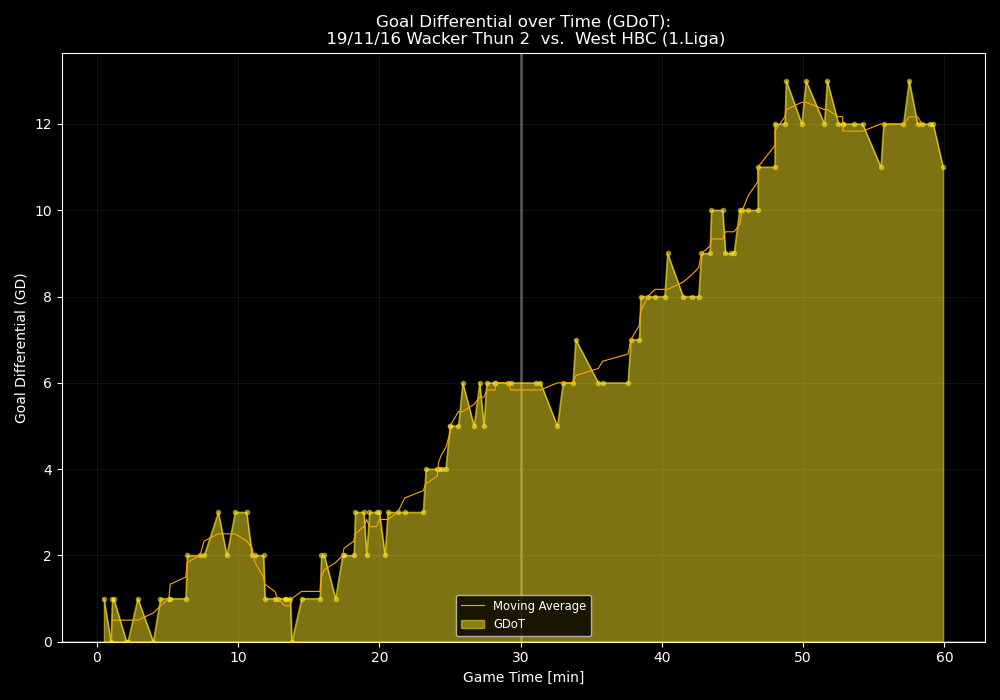 Goal Differential over Time (GDoT):
19/11/16 Wacker Thun 2  vs.  West HBC (1.Liga)
Goal Differential (GD)
12
10
8
6
4
2
0
Moving Average
GDoT
0 10 20 30 40 50 60
Game Time [min]